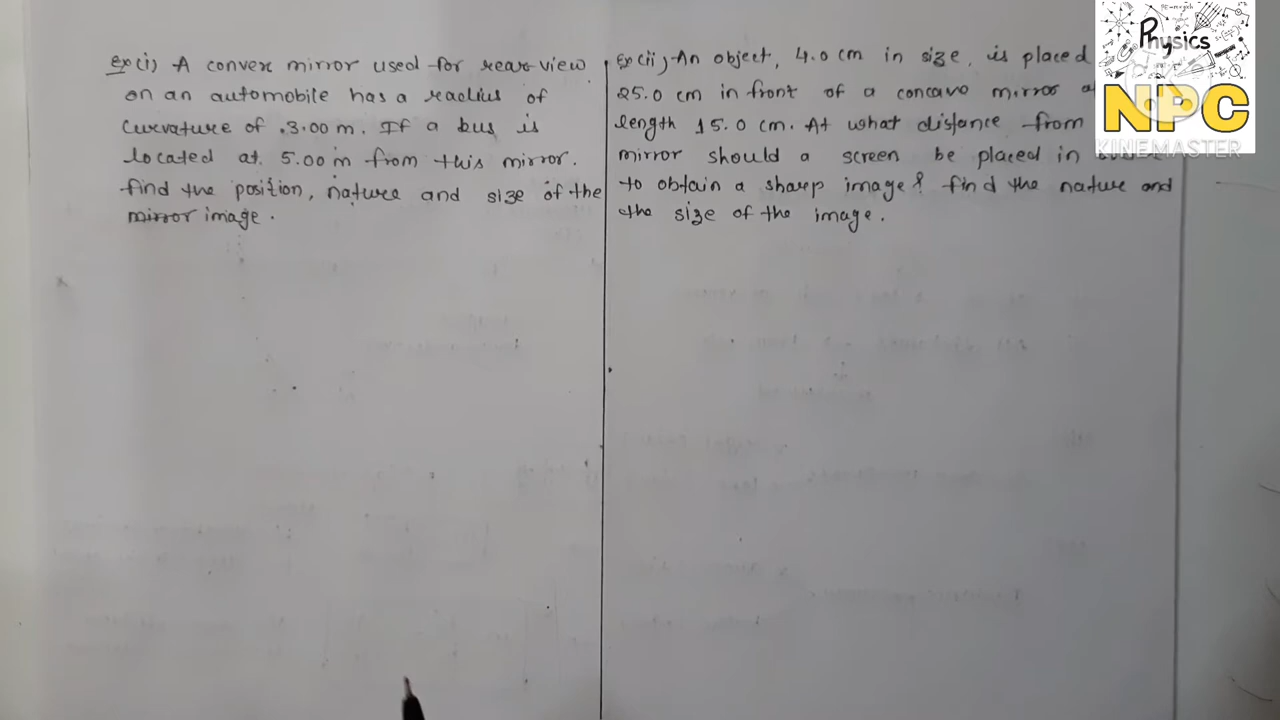 Ex(i), A convex mirror used for rear-view
on an automobile has a radius of
Curvature of 3.00 m. If a bus is
located at 5.00 m from this mirror.
find the position, nature and size of the
mirror image.
Ex(ii), An object, 4.0 cm in size, is placed
25.0 cm in front of a concave mirror
length 15.0 cm. At what distance from
mirror should a screen be placed in
to obtain a sharp image? find the nature and
the size of the image.
Physics
NPC
KINEMASTER